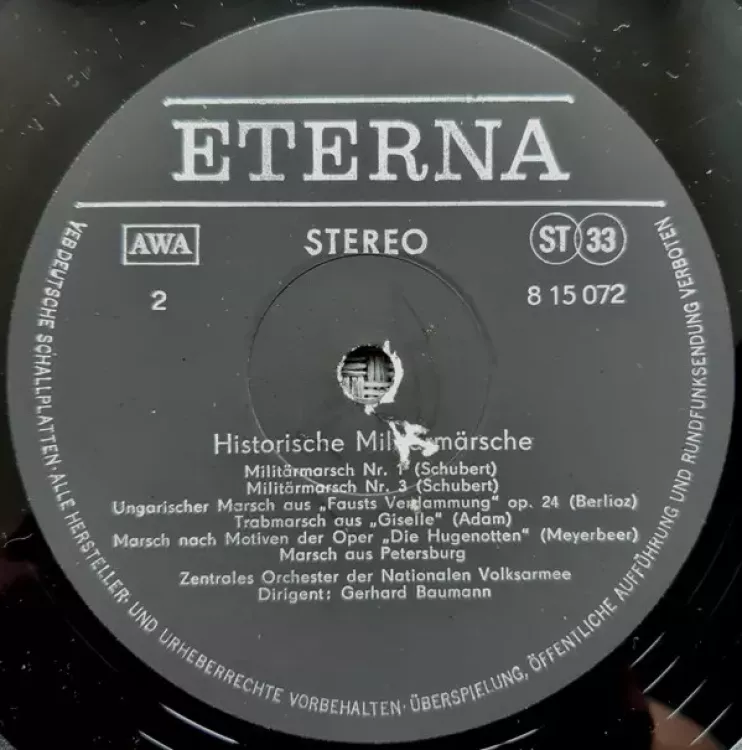 ETERNA
AWA
STEREO
ST 33
2
8 15 072
Historische
Militärmarsch Nr. 1 (Schubert)
Militärmarsch Nr. 3 (Schubert)
Ungarischer Marsch aus „Fausts Verdammung" op. 24 (Berlioz)
Trabmarsch aus „Giselle" (Adam)
Marsch nach Motiven der Oper „Die Hugenotten" (Meyerbeer)
Marsch aus Petersburg
Zentrales Orchester der Nationalen Volksarmee
Dirigent: Gerhard Baumann
VEB DEUTSCHE SCHALLPLATTEN · ALLE HERSTELLER- UND URHEBERRECHTE VORBEHALTEN · ÜBERSPIELUNG, ÖFFENTLICHE AUFFÜHRUNG UND RUNDFUNKSENDUNG VERBOTEN